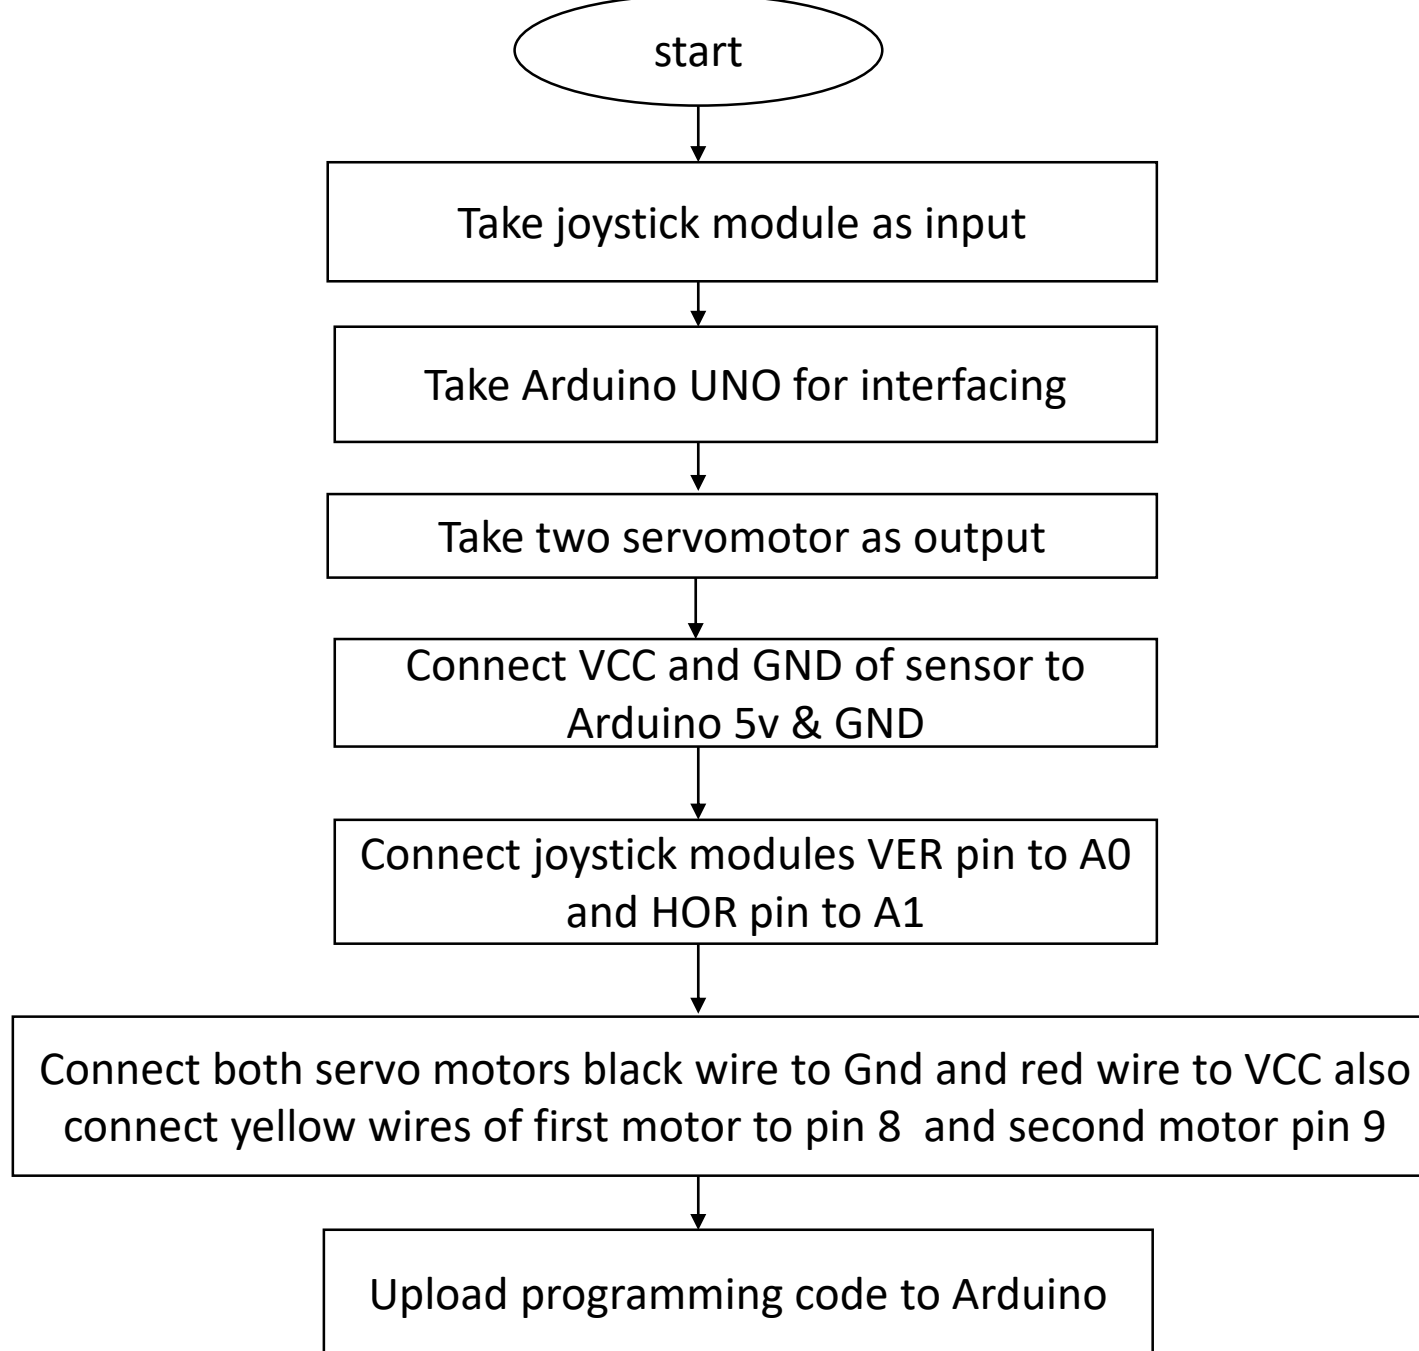 start
Take joystick module as input
Take Arduino UNO for interfacing
Take two servomotor as output
Connect VCC and GND of sensor to
Arduino 5v & GND
Connect joystick modules VER pin to A0
and HOR pin to A1
Connect both servo motors black wire to Gnd and red wire to VCC also
connect yellow wires of first motor to pin 8  and second motor pin 9
Upload programming code to Arduino